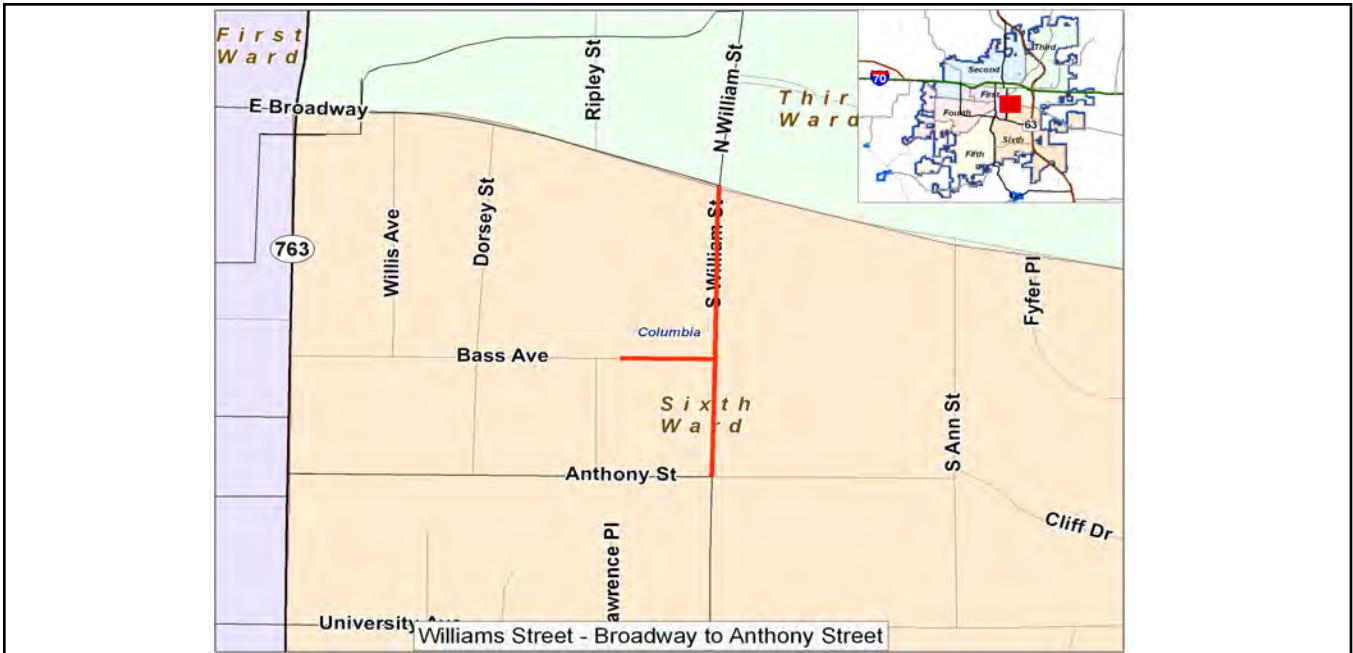 First
Ward
E Broadway
Ripley St
N William St
Thir
Ward
Third
Second
70
First
Fourth
63
Sixth
Fifth
763
Willis Ave
Dorsey St
S William St
Fyfer Pl
Columbia
Bass Ave
Sixth
Ward
S Ann St
Anthony St
Cliff Dr
awrence Pl
University Ave
Williams Street - Broadway to Anthony Street